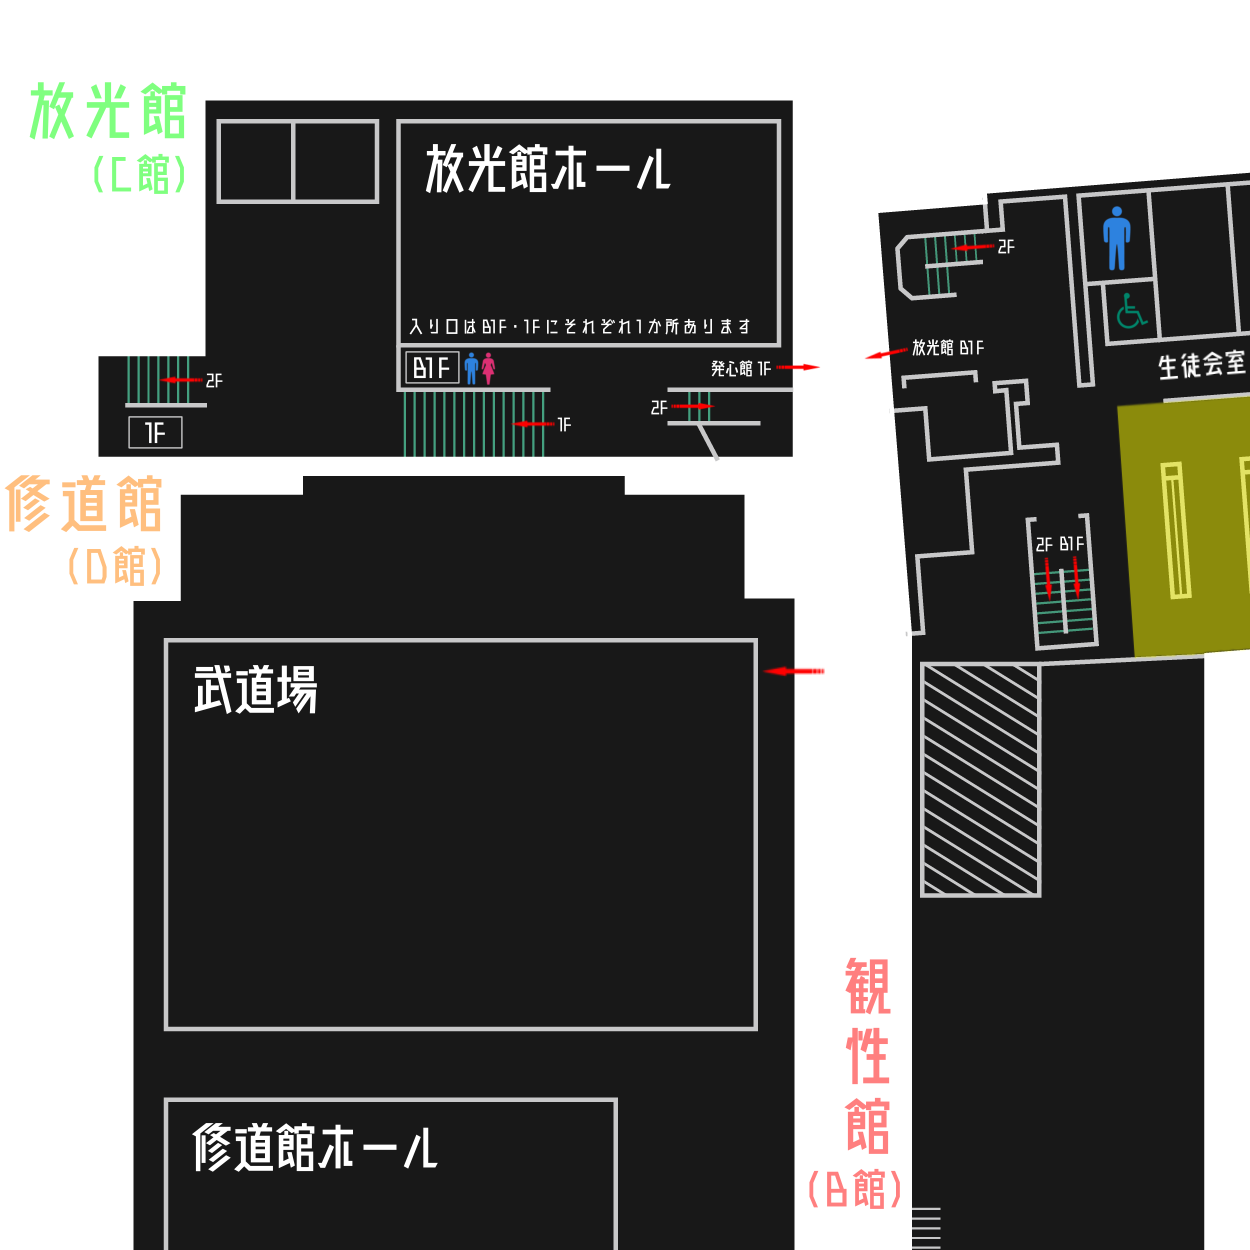 放光館
(C館)
放光館ホール
入り口はB1F・1Fにそれぞれ1か所あります
B1F
発心館 1F
2F
1F
2F
1F
2F
放光館 B1F
生徒会室
2F B1F
修道館
(D館)
武道場
修道館ホール
観性館
(B館)